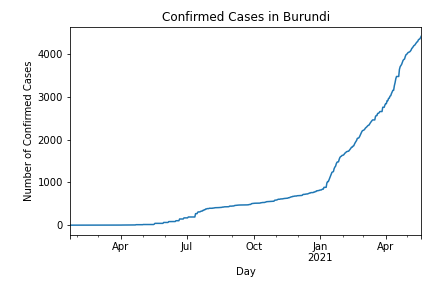 Confirmed Cases in Burundi
Number of Confirmed Cases
4000
3000
2000
1000
0
Apr
Jul
Oct
Jan
2021
Apr
Day